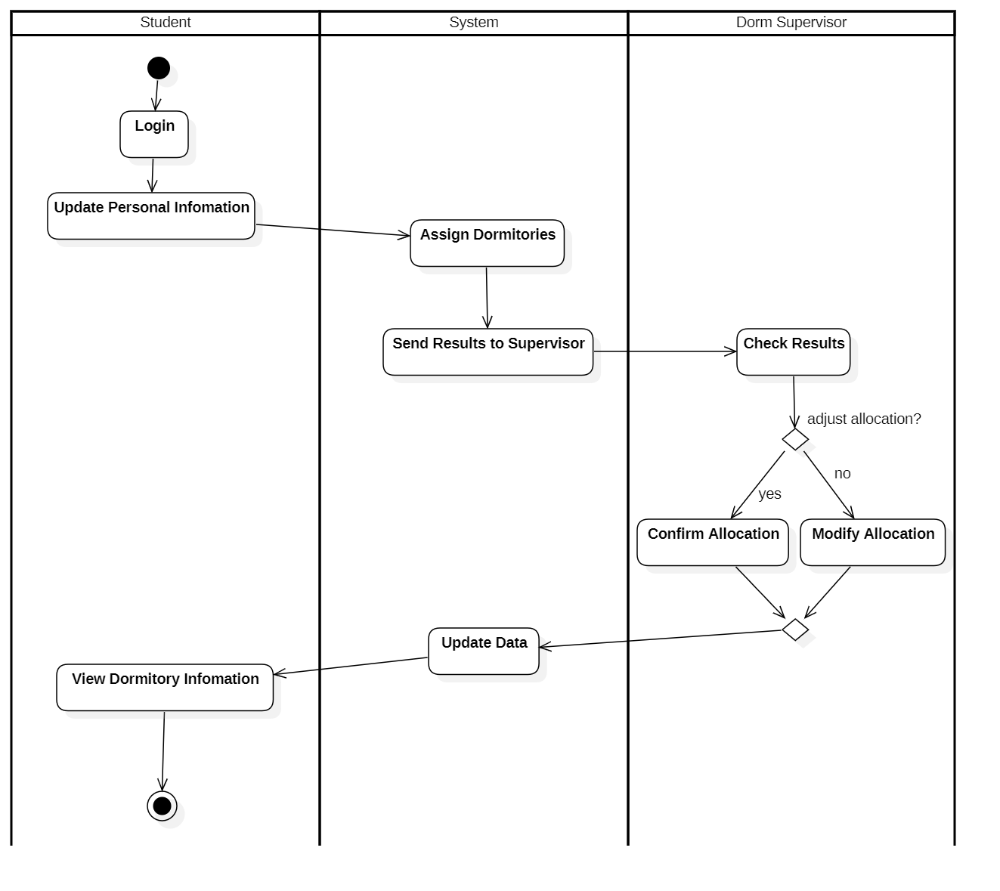 Student
System
Dorm Supervisor
Login
Update Personal Infomation
Assign Dormitories
Send Results to Supervisor
Check Results
adjust allocation?
no
yes
Confirm Allocation
Modify Allocation
Update Data
View Dormitory Infomation